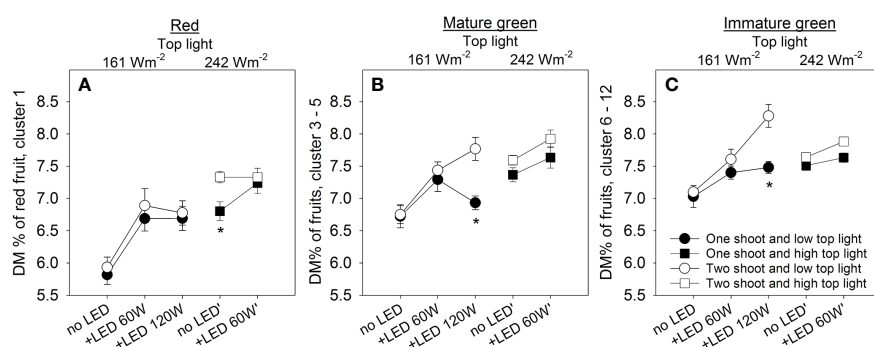 Red
Top light
161 Wm-2 242 Wm-2
A
DM % of red fruit, cluster 1
8.5
8.0
7.5
7.0
6.5
6.0
5.5
*
no LED
+LED 60W
+LED 120W
no LED'
+LED 60W'
Mature green
Top light
161 Wm-2 242 Wm-2
B
DM% of fruits, cluster 3 - 5
8.5
8.0
7.5
7.0
6.5
6.0
5.5
*
no LED
+LED 60W
+LED 120W
no LED'
+LED 60W'
Immature green
Top light
161 Wm-2 242 Wm-2
C
DM% of fruits, cluster 6 - 12
8.5
8.0
7.5
7.0
6.5
6.0
5.5
*
One shoot and low top light
One shoot and high top light
Two shoot and low top light
Two shoot and high top light
no LED
+LED 60W
+LED 120W
no LED'
+LED 60W'